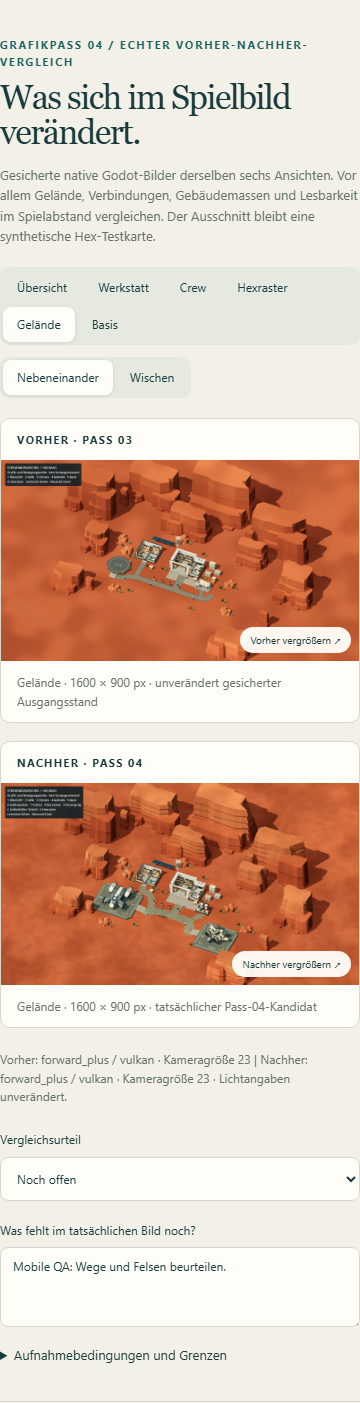 GRAFIKPASS 04 / ECHTER VORHER-NACHHER-
VERGLEICH
Was sich im Spielbild
verändert.
Gesicherte native Godot-Bilder derselben sechs Ansichten. Vor
allem Gelände, Verbindungen, Gebäudemassen und Lesbarkeit
im Spielabstand vergleichen. Der Ausschnitt bleibt eine
synthetische Hex-Testkarte.
Übersicht Werkstatt Crew Hexraster
Gelände Basis
Nebeneinander Wischen
VORHER · PASS 03
Vorher vergrößern ↗
Gelände · 1600 × 900 px · unverändert gesicherter
Ausgangsstand
NACHHER · PASS 04
Nachher vergrößern ↗
Gelände · 1600 × 900 px · tatsächlicher Pass-04-Kandidat
Vorher: forward_plus / vulkan · Kameragröße 23 | Nachher:
forward_plus / vulkan · Kameragröße 23 · Lichtangaben
unverändert.
Vergleichsurteil
Noch offen
Was fehlt im tatsächlichen Bild noch?
Mobile QA: Wege und Felsen beurteilen.
▶ Aufnahmebedingungen und Grenzen